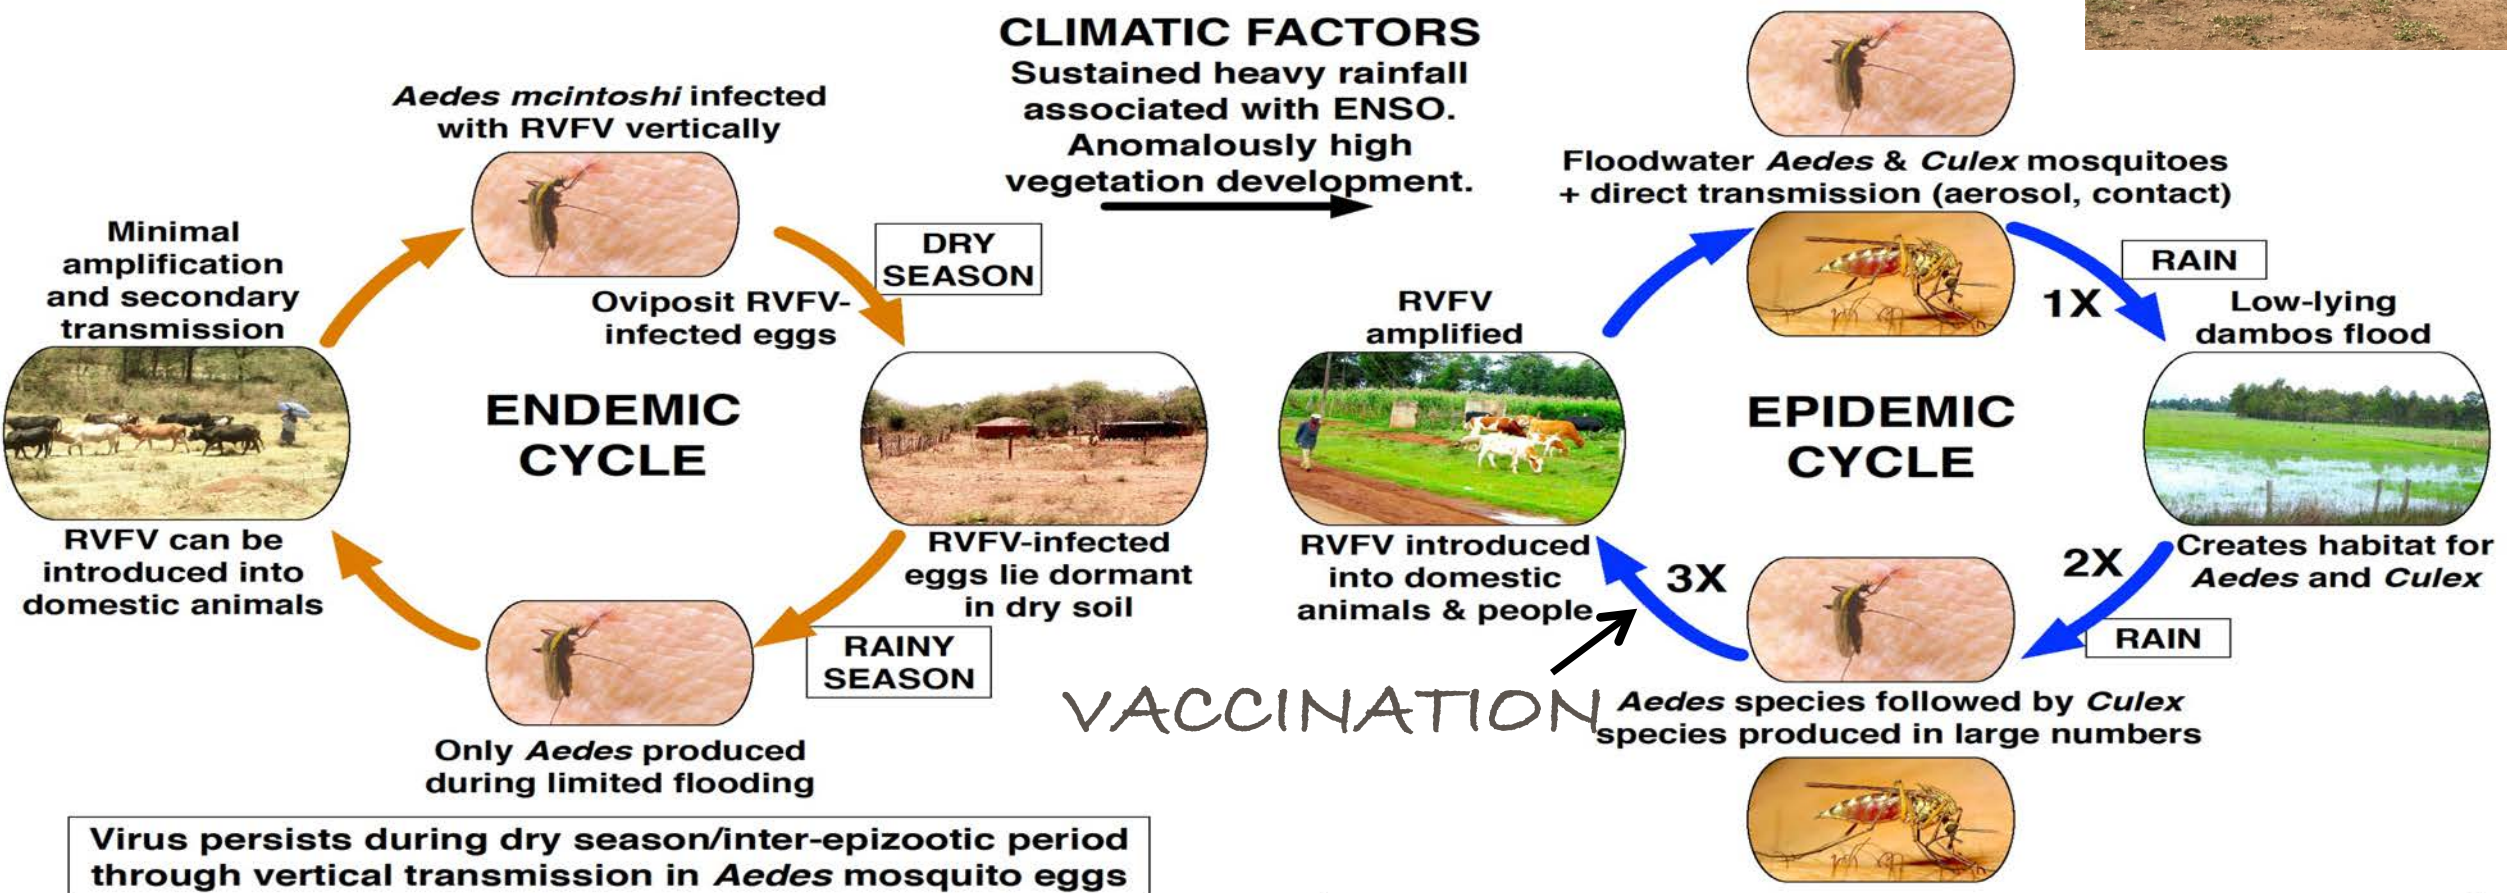 CLIMATIC FACTORS
Sustained heavy rainfall
associated with ENSO.
Anomalously high
vegetation development.
Aedes mcintoshi infected
with RVFV vertically
DRY
SEASON
Oviposit RVFV-
infected eggs
Minimal
amplification
and secondary
transmission
ENDEMIC
CYCLE
RVFV can be
introduced into
domestic animals
RVFV-infected
eggs lie dormant
in dry soil
RAINY
SEASON
Only Aedes produced
during limited flooding
Virus persists during dry season/inter-epizootic period
through vertical transmission in Aedes mosquito eggs
Floodwater Aedes & Culex mosquitoes
+ direct transmission (aerosol, contact)
RAIN
1X
Low-lying
dambos flood
RVFV
amplified
EPIDEMIC
CYCLE
RVFV introduced
into domestic
animals & people
3X
2X
Creates habitat for
Aedes and Culex
RAIN
VACCINATION
Aedes species followed by Culex
species produced in large numbers